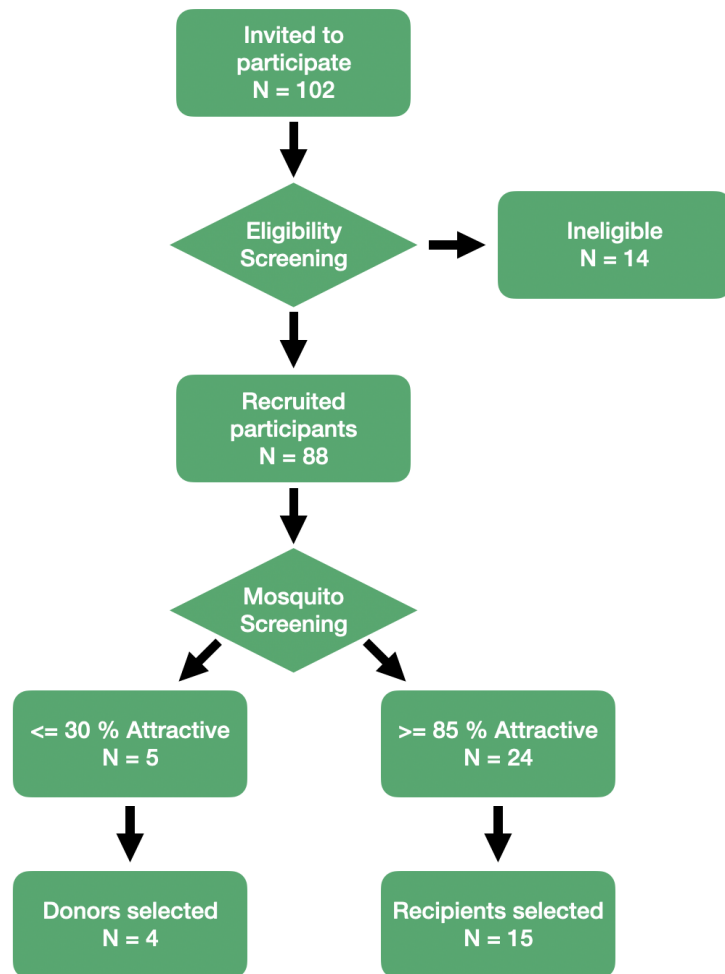 Invited to
participate
N = 102
Eligibility
Screening
Ineligible
N = 14
Recruited
participants
N = 88
Mosquito
Screening
<= 30 % Attractive
N = 5
>= 85 % Attractive
N = 24
Donors selected
N = 4
Recipients selected
N = 15